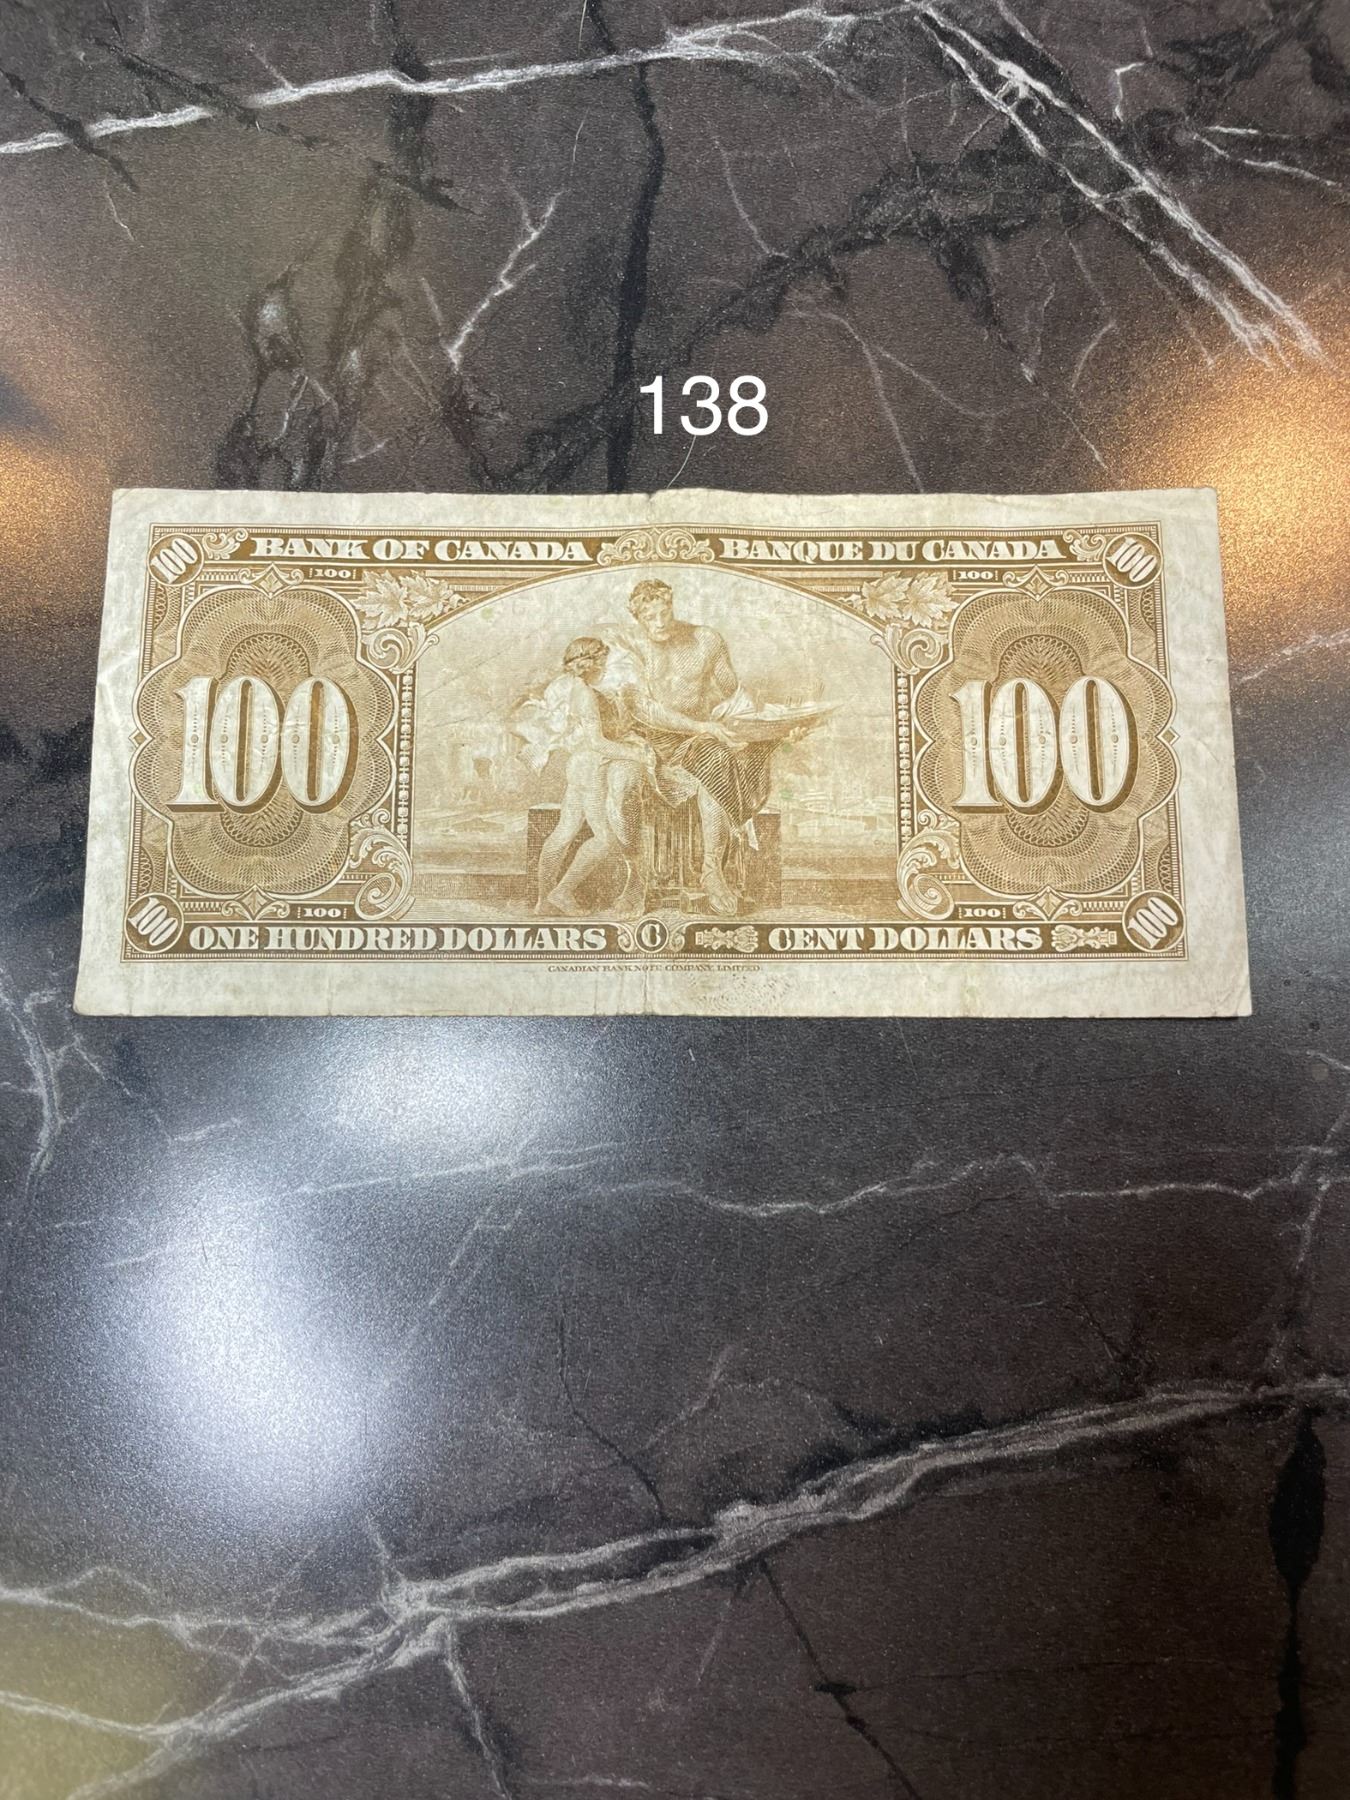 138
100 BANK OF CANADA BANQUE DU CANADA 100
100 100
100 100
100 100
100 ONE HUNDRED DOLLARS C CENT DOLLARS 100
CANADIAN BANK NOTE COMPANY, LIMITED